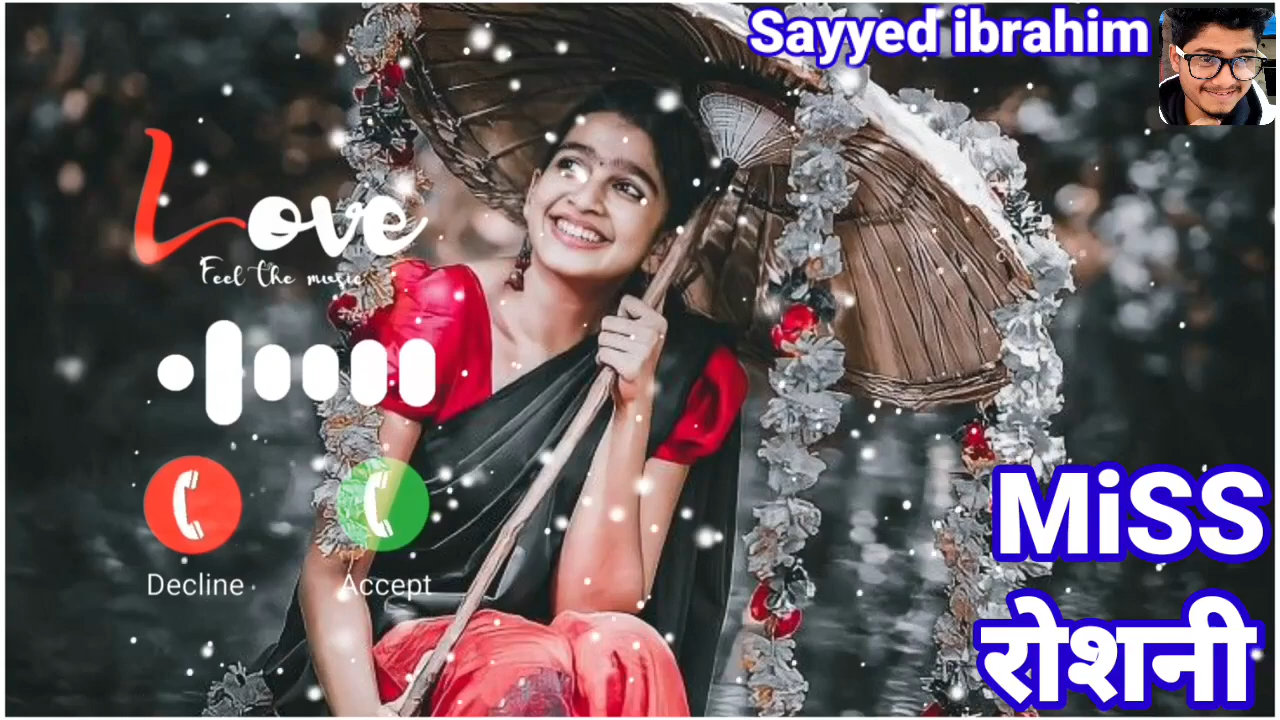 Sayyed ibrahim
Love
Feel the music
Decline
Accept
MiSS
रोशनी